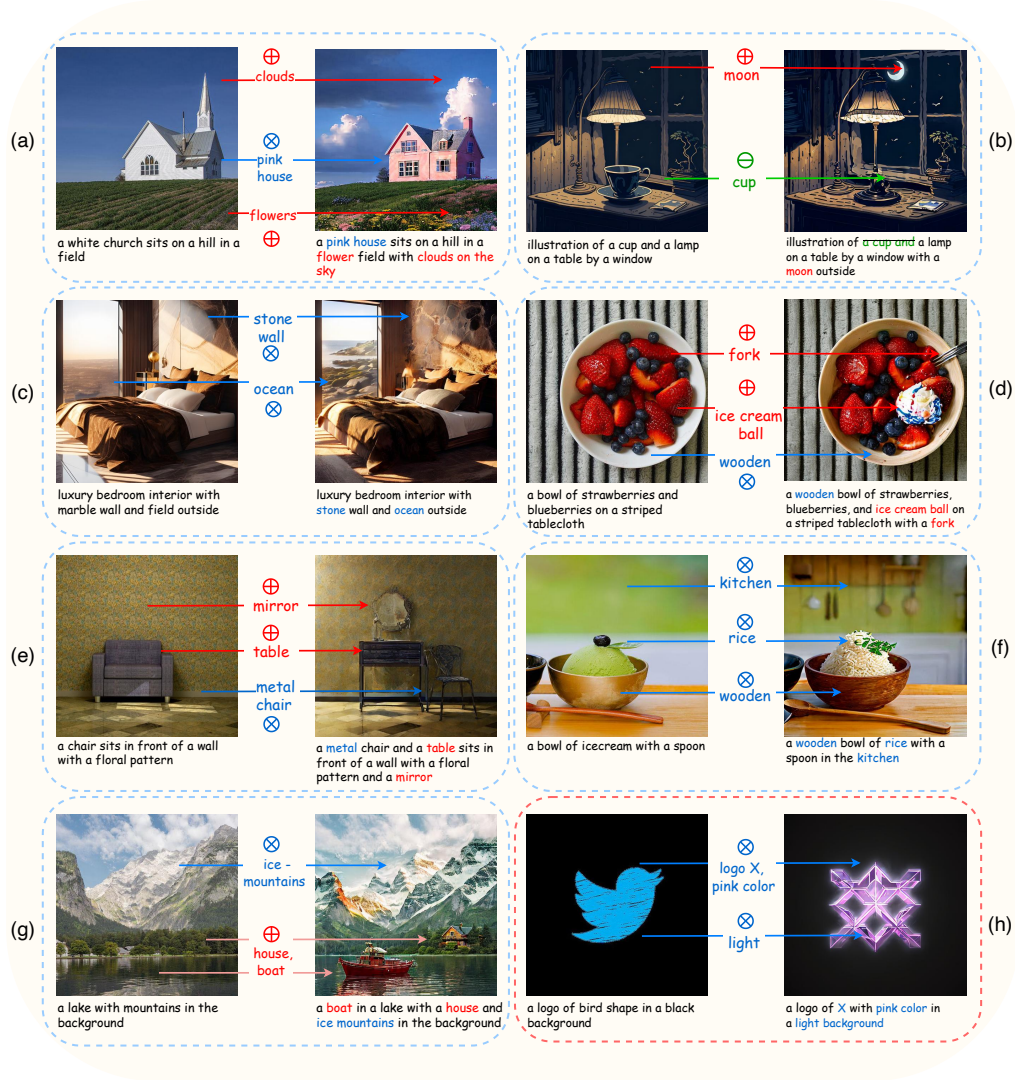 (a)
⊕
clouds
⊗
pink
house
flowers
⊕
a white church sits on a hill in a
field
a pink house sits on a hill in a
flower field with clouds on the
sky
(b)
⊕
moon
⊖
cup
illustration of a cup and a lamp
on a table by a window
illustration of a cup and a lamp
on a table by a window with a
moon outside
(c)
stone
wall
⊗
ocean
⊗
luxury bedroom interior with
marble wall and field outside
luxury bedroom interior with
stone wall and ocean outside
(d)
⊕
fork
⊕
ice cream
ball
wooden
⊗
a bowl of strawberries and
blueberries on a striped
tablecloth
a wooden bowl of strawberries,
blueberries, and ice cream ball on
a striped tablecloth with a fork
(e)
⊕
mirror
⊕
table
metal
chair
⊗
a chair sits in front of a wall
with a floral pattern
a metal chair and a table sits in
front of a wall with a floral
pattern and a mirror
(f)
⊗
kitchen
⊗
rice
⊗
wooden
a bowl of icecream with a spoon
a wooden bowl of rice with a
spoon in the kitchen
(g)
⊗
ice -
mountains
⊕
house,
boat
a lake with mountains in the
background
a boat in a lake with a house and
ice mountains in the background
(h)
⊗
logo X,
pink color
⊗
light
a logo of bird shape in a black
background
a logo of X with pink color in
a light background